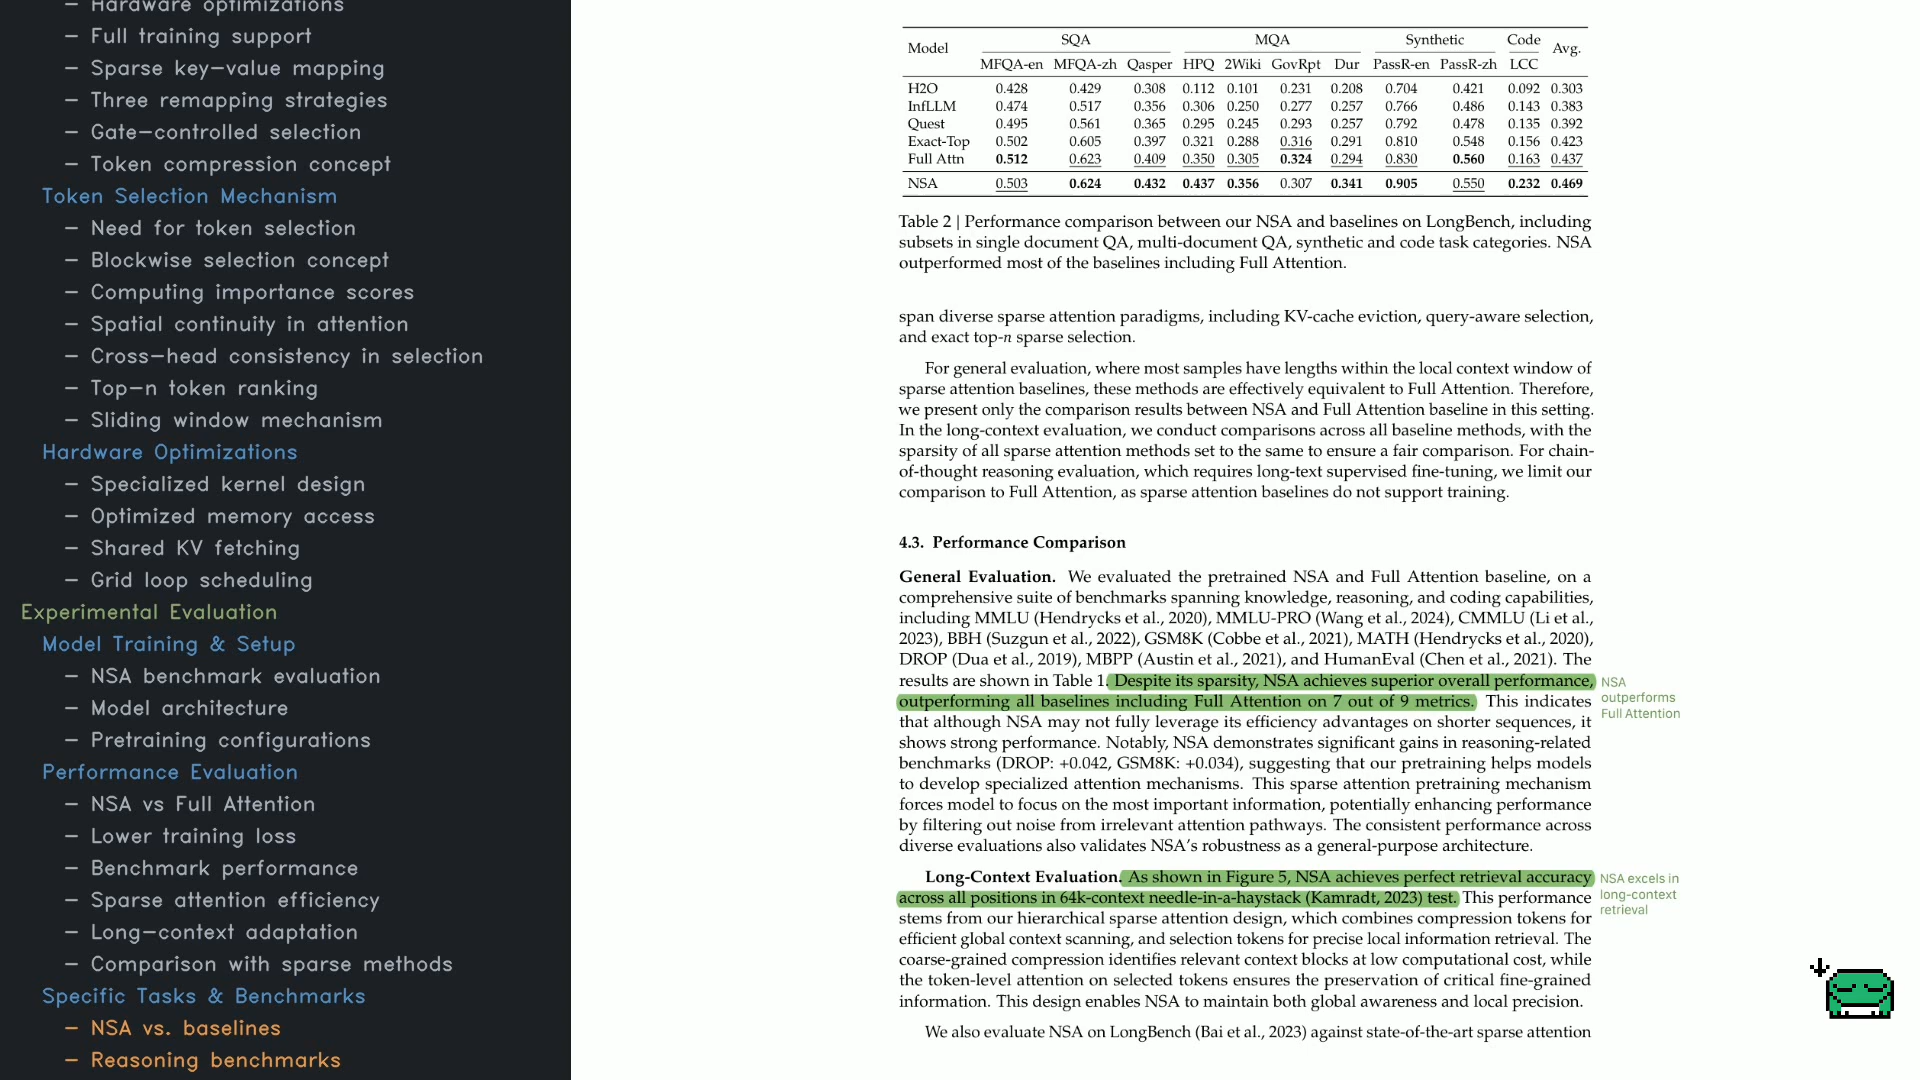 – Hardware optimizations
– Full training support
– Sparse key-value mapping
– Three remapping strategies
– Gate-controlled selection
– Token compression concept
Token Selection Mechanism
– Need for token selection
– Blockwise selection concept
– Computing importance scores
– Spatial continuity in attention
– Cross-head consistency in selection
– Top-n token ranking
– Sliding window mechanism
Hardware Optimizations
– Specialized kernel design
– Optimized memory access
– Shared KV fetching
– Grid loop scheduling
Experimental Evaluation
Model Training & Setup
– NSA benchmark evaluation
– Model architecture
– Pretraining configurations
Performance Evaluation
– NSA vs Full Attention
– Lower training loss
– Benchmark performance
– Sparse attention efficiency
– Long-context adaptation
– Comparison with sparse methods
Specific Tasks & Benchmarks
– NSA vs. baselines
– Reasoning benchmarks
Model SQA MQA Synthetic Code Avg.
MFQA-en MFQA-zh Qasper HPQ 2Wiki GovRpt Dur PassR-en PassR-zh LCC
H2O 0.428 0.429 0.308 0.112 0.101 0.231 0.208 0.704 0.421 0.092 0.303
InfLLM 0.474 0.517 0.356 0.306 0.250 0.277 0.257 0.766 0.486 0.143 0.383
Quest 0.495 0.561 0.365 0.295 0.245 0.293 0.257 0.792 0.478 0.135 0.392
Exact-Top 0.502 0.605 0.397 0.321 0.288 0.316 0.291 0.810 0.548 0.156 0.423
Full Attn 0.512 0.623 0.409 0.350 0.305 0.324 0.294 0.830 0.560 0.163 0.437
NSA 0.503 0.624 0.432 0.437 0.356 0.307 0.341 0.905 0.550 0.232 0.469
Table 2 | Performance comparison between our NSA and baselines on LongBench, including
subsets in single document QA, multi-document QA, synthetic and code task categories. NSA
outperformed most of the baselines including Full Attention.
span diverse sparse attention paradigms, including KV-cache eviction, query-aware selection,
and exact top-n sparse selection.
For general evaluation, where most samples have lengths within the local context window of
sparse attention baselines, these methods are effectively equivalent to Full Attention. Therefore,
we present only the comparison results between NSA and Full Attention baseline in this setting.
In the long-context evaluation, we conduct comparisons across all baseline methods, with the
sparsity of all sparse attention methods set to the same to ensure a fair comparison. For chain-
of-thought reasoning evaluation, which requires long-text supervised fine-tuning, we limit our
comparison to Full Attention, as sparse attention baselines do not support training.
4.3. Performance Comparison
General Evaluation. We evaluated the pretrained NSA and Full Attention baseline, on a
comprehensive suite of benchmarks spanning knowledge, reasoning, and coding capabilities,
including MMLU (Hendrycks et al., 2020), MMLU-PRO (Wang et al., 2024), CMMLU (Li et al.,
2023), BBH (Suzgun et al., 2022), GSM8K (Cobbe et al., 2021), MATH (Hendrycks et al., 2020),
DROP (Dua et al., 2019), MBPP (Austin et al., 2021), and HumanEval (Chen et al., 2021). The
results are shown in Table 1. Despite its sparsity, NSA achieves superior overall performance,
outperforming all baselines including Full Attention on 7 out of 9 metrics. This indicates
that although NSA may not fully leverage its efficiency advantages on shorter sequences, it
shows strong performance. Notably, NSA demonstrates significant gains in reasoning-related
benchmarks (DROP: +0.042, GSM8K: +0.034), suggesting that our pretraining helps models
to develop specialized attention mechanisms. This sparse attention pretraining mechanism
forces model to focus on the most important information, potentially enhancing performance
by filtering out noise from irrelevant attention pathways. The consistent performance across
diverse evaluations also validates NSA's robustness as a general-purpose architecture.
NSA
outperforms
Full Attention
Long-Context Evaluation. As shown in Figure 5, NSA achieves perfect retrieval accuracy
across all positions in 64k-context needle-in-a-haystack (Kamradt, 2023) test. This performance
stems from our hierarchical sparse attention design, which combines compression tokens for
efficient global context scanning, and selection tokens for precise local information retrieval. The
coarse-grained compression identifies relevant context blocks at low computational cost, while
the token-level attention on selected tokens ensures the preservation of critical fine-grained
information. This design enables NSA to maintain both global awareness and local precision.
NSA excels in
long-context
retrieval
We also evaluate NSA on LongBench (Bai et al., 2023) against state-of-the-art sparse attention